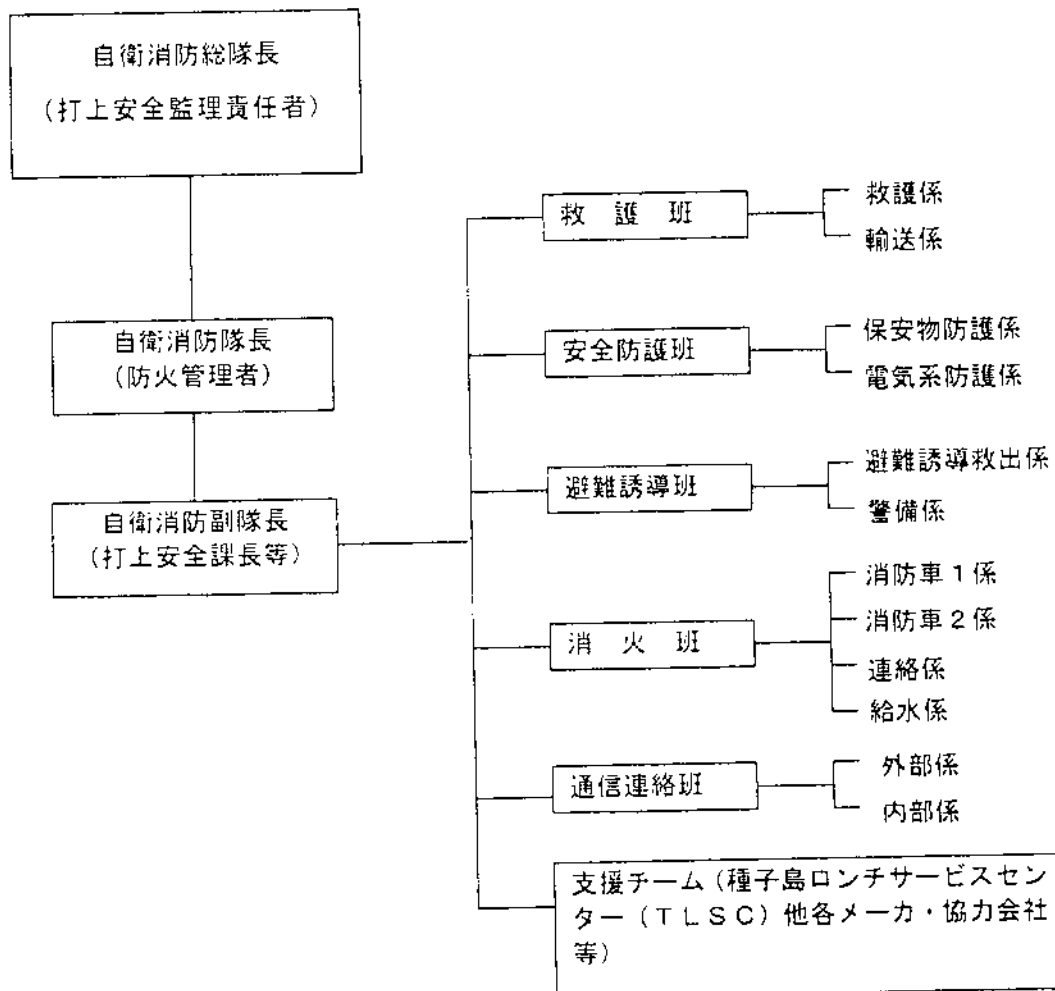 自衛消防総隊長
(打上安全監理責任者)
自衛消防隊長
(防火管理者)
自衛消防副隊長
(打上安全課長等)
救護班
救護係
輸送係
安全防護班
保安物防護係
電気系防護係
避難誘導班
避難誘導救出係
警備係
消火班
消防車1係
消防車2係
連絡係
給水係
通信連絡班
外部係
内部係
支援チーム(種子島ロンチサービスセン
ター(TLSC)他各メーカ・協力会社
等)